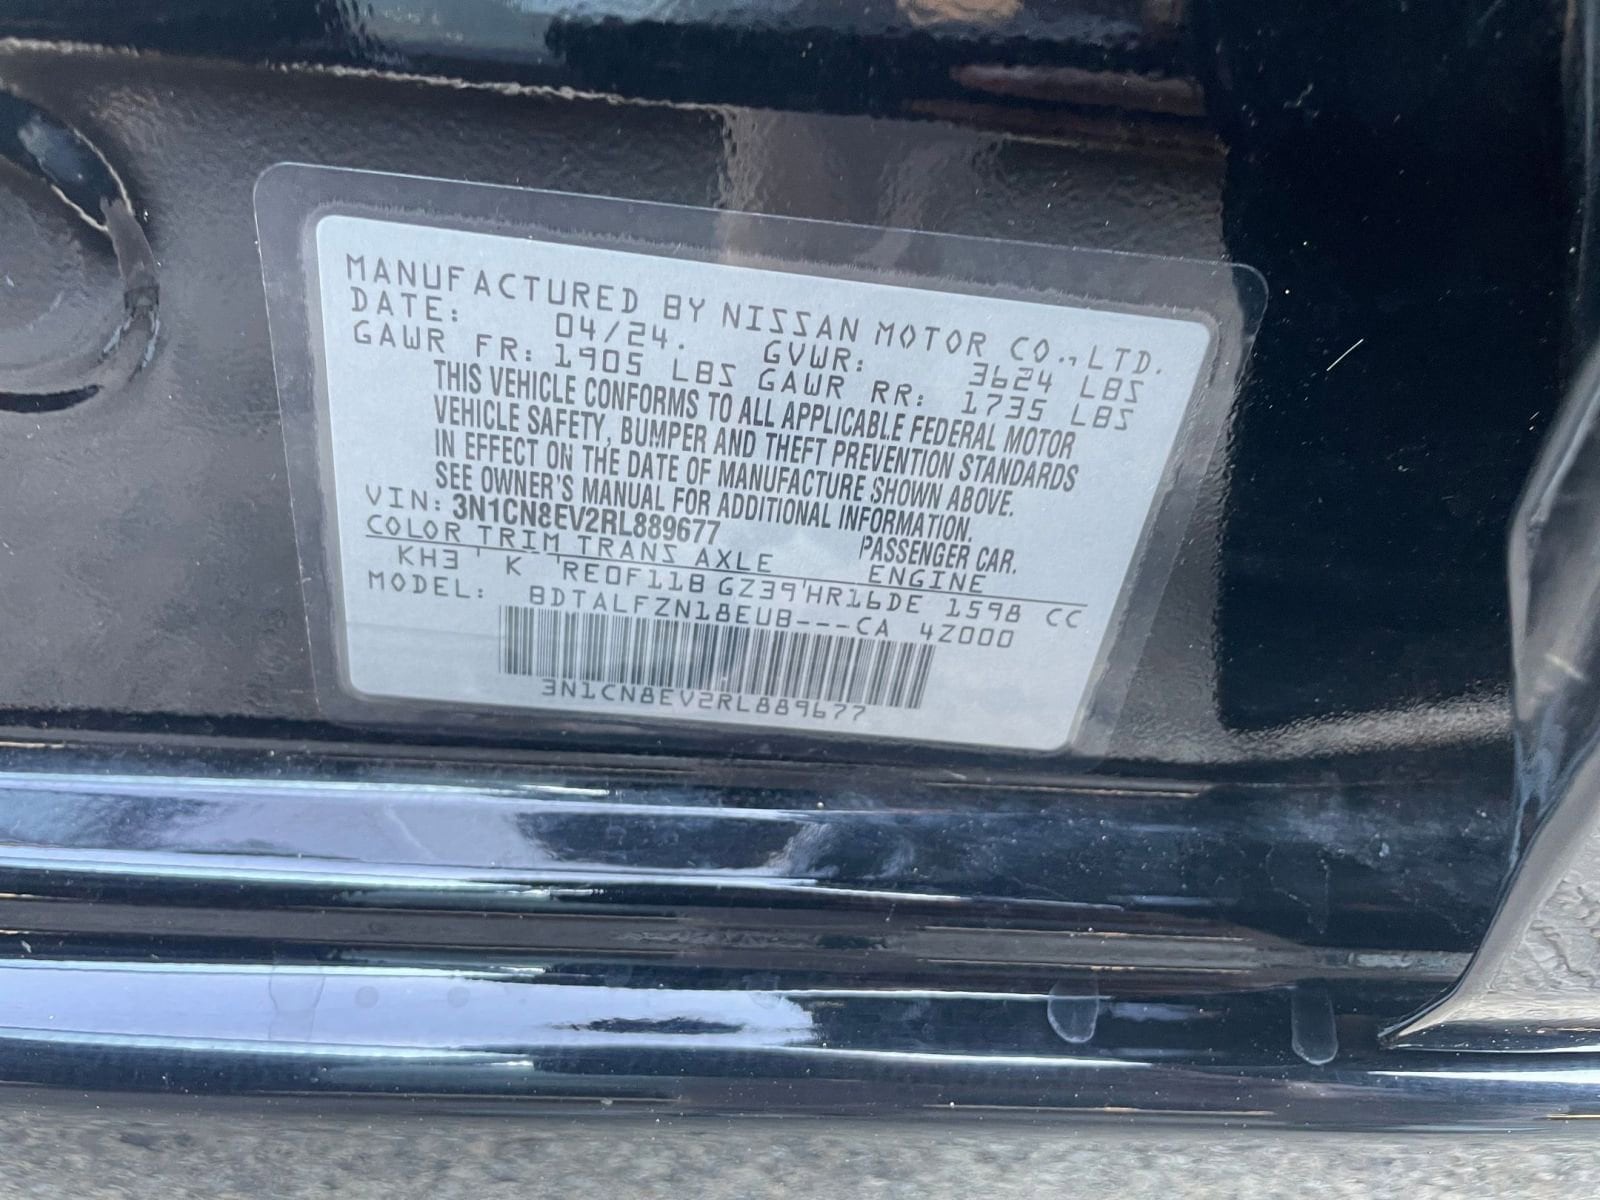 MANUFACTURED BY NISSAN MOTOR CO., LTD.
DATE: 04/24. GVWR: 3624 LBS
GAWR FR: 1905 LBS GAWR RR: 1735 LBS
THIS VEHICLE CONFORMS TO ALL APPLICABLE FEDERAL MOTOR
VEHICLE SAFETY, BUMPER AND THEFT PREVENTION STANDARDS
IN EFFECT ON THE DATE OF MANUFACTURE SHOWN ABOVE.
SEE OWNER'S MANUAL FOR ADDITIONAL INFORMATION.
VIN: 3N1CN8EV2RL889677 PASSENGER CAR.
COLOR TRIM TRANS AXLE ENGINE
KH3 K RE0F11B GZ39 HR16DE 1598 CC
MODEL: BDTALFZN18EUB---CA 4Z000
3N1CN8EV2RL889677